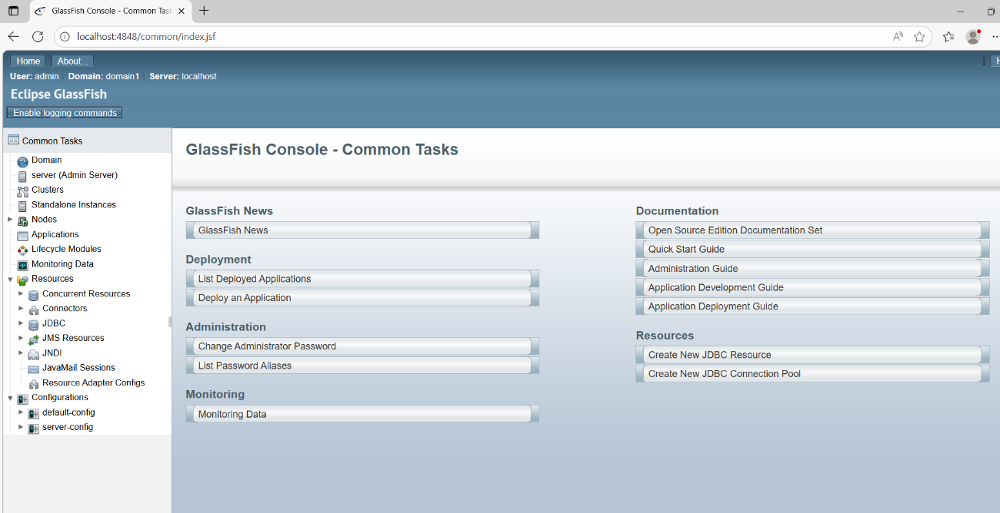 GlassFish Console - Common Tas
localhost:4848/common/index.jsf
Home About...
User: admin Domain: domain1 Server: localhost
Eclipse GlassFish
Enable logging commands
Common Tasks
Domain
server (Admin Server)
Clusters
Standalone Instances
Nodes
Applications
Lifecycle Modules
Monitoring Data
Resources
Concurrent Resources
Connectors
JDBC
JMS Resources
JNDI
JavaMail Sessions
Resource Adapter Configs
Configurations
default-config
server-config
GlassFish Console - Common Tasks
GlassFish News
GlassFish News
Deployment
List Deployed Applications
Deploy an Application
Administration
Change Administrator Password
List Password Aliases
Monitoring
Monitoring Data
Documentation
Open Source Edition Documentation Set
Quick Start Guide
Administration Guide
Application Development Guide
Application Deployment Guide
Resources
Create New JDBC Resource
Create New JDBC Connection Pool